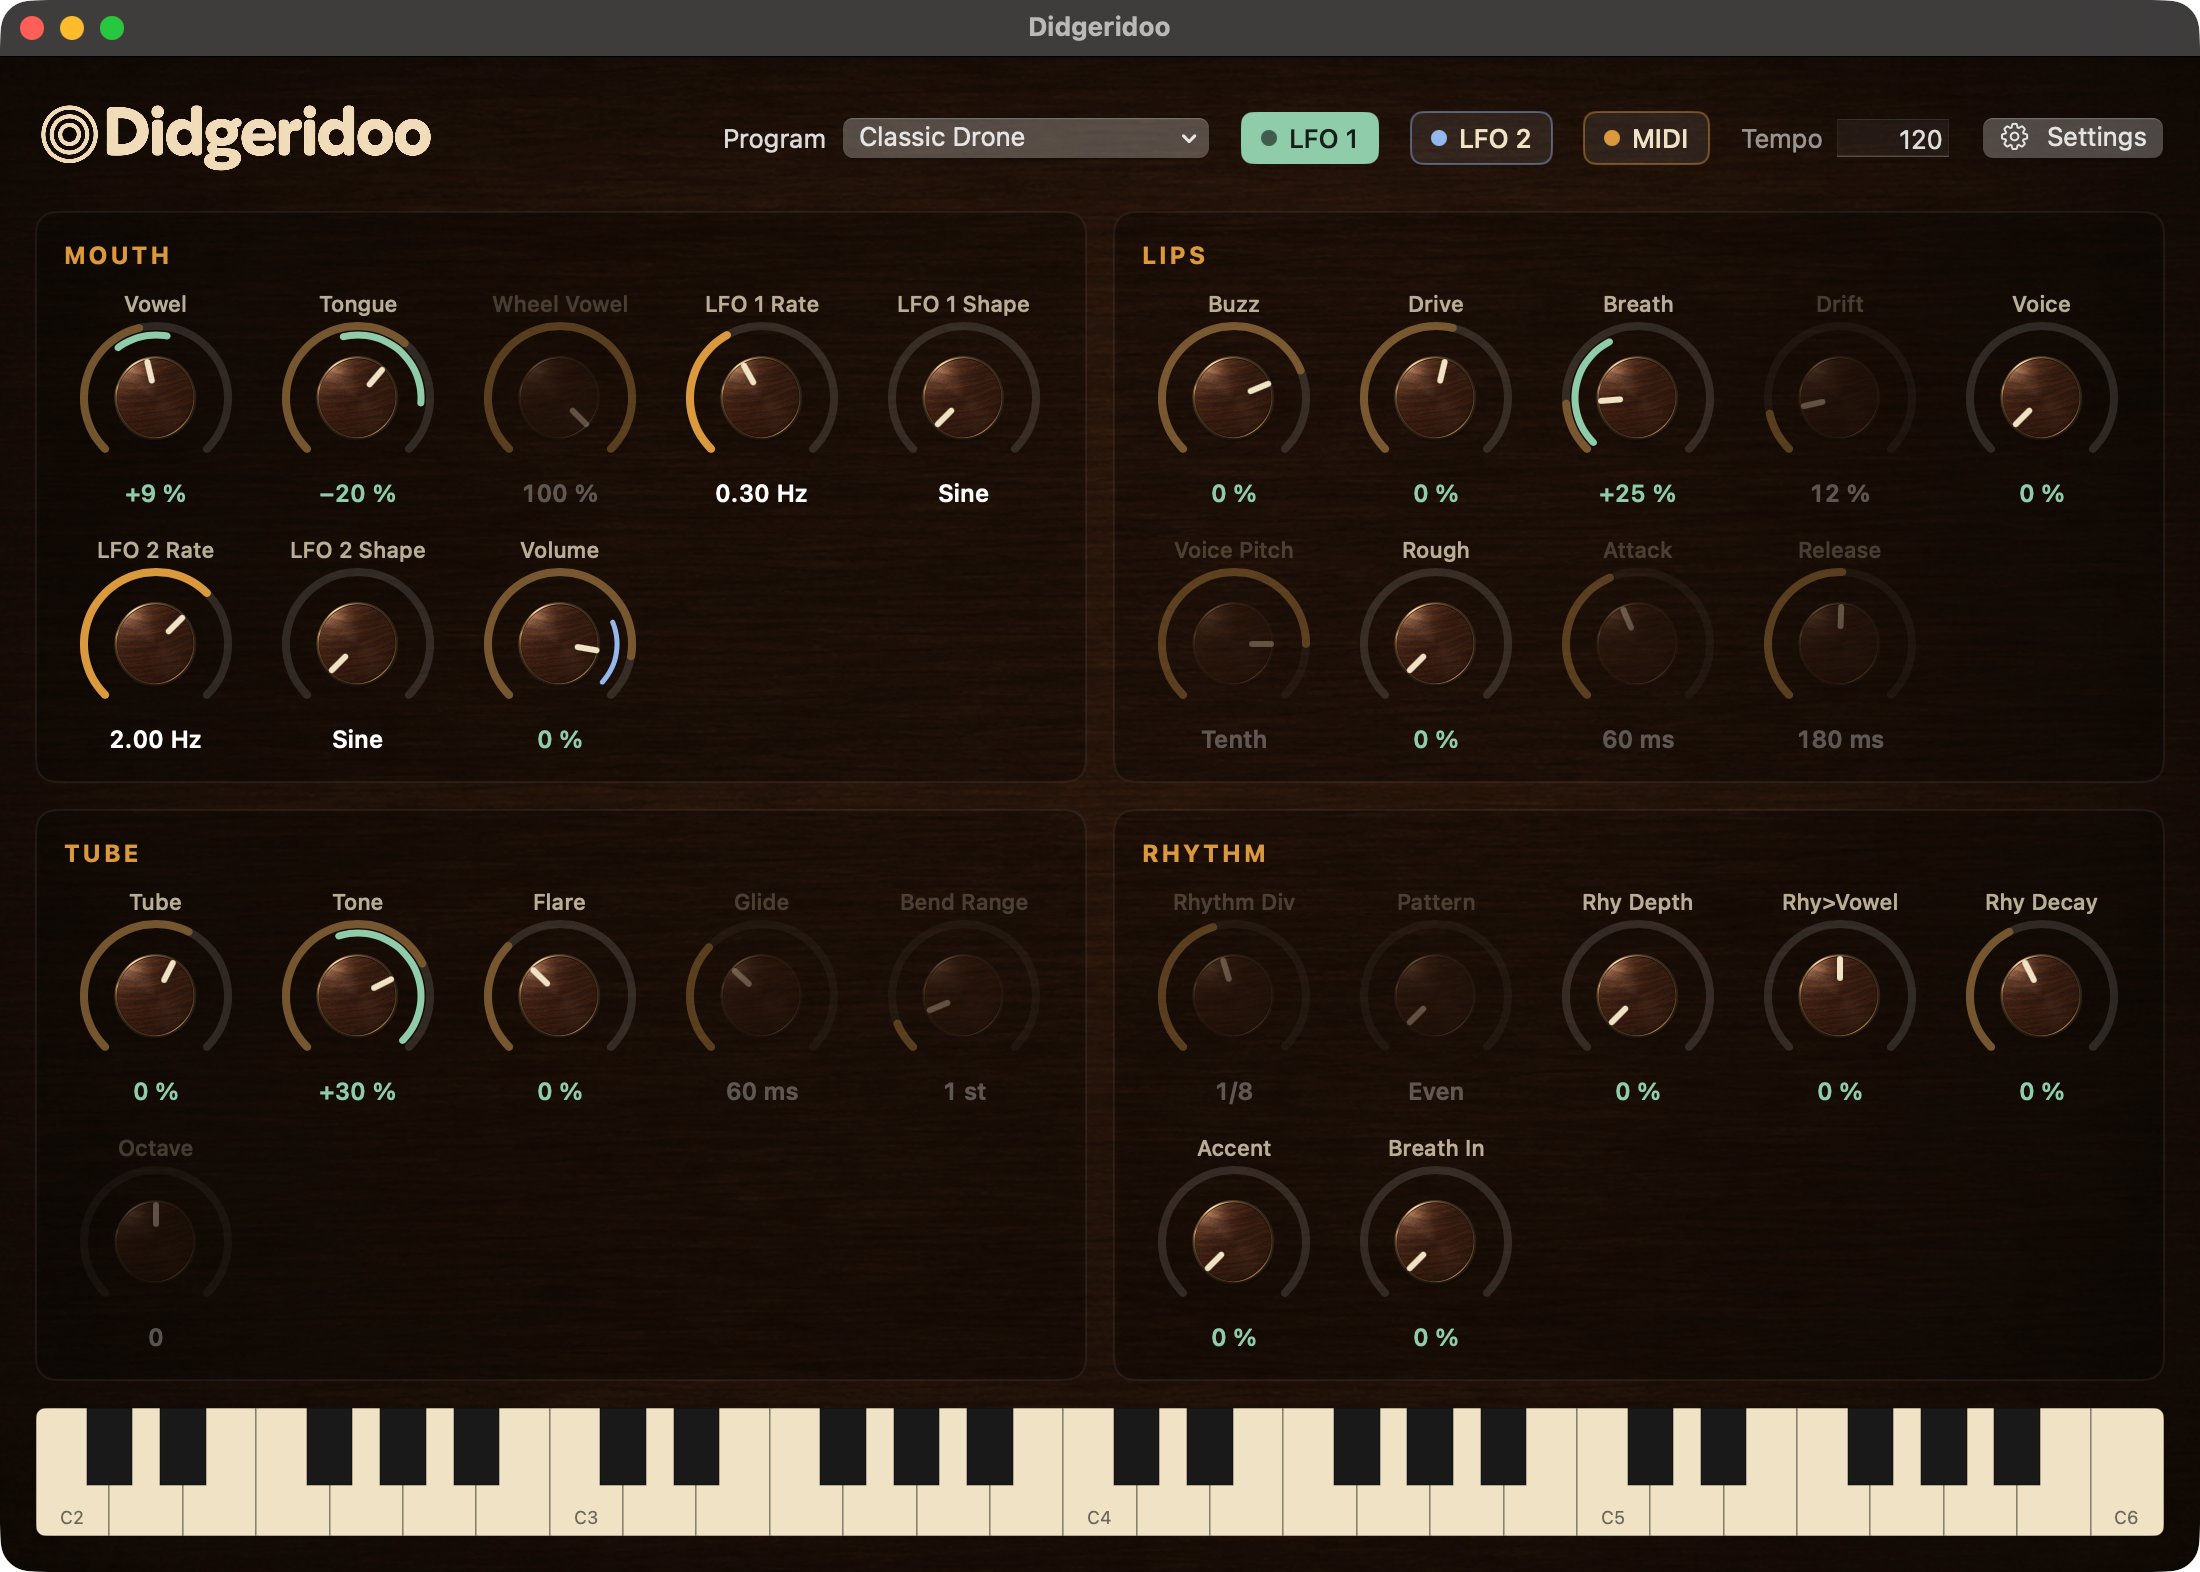 Didgeridoo
Didgeridoo
Program
Classic Drone
LFO 1
LFO 2
MIDI
Tempo
120
Settings
MOUTH
Vowel
Tongue
Wheel Vowel
LFO 1 Rate
LFO 1 Shape
+9 %
−20 %
100 %
0.30 Hz
Sine
LFO 2 Rate
LFO 2 Shape
Volume
2.00 Hz
Sine
0 %
LIPS
Buzz
Drive
Breath
Drift
Voice
0 %
0 %
+25 %
12 %
0 %
Voice Pitch
Rough
Attack
Release
Tenth
0 %
60 ms
180 ms
TUBE
Tube
Tone
Flare
Glide
Bend Range
0 %
+30 %
0 %
60 ms
1 st
Octave
0
RHYTHM
Rhythm Div
Pattern
Rhy Depth
Rhy>Vowel
Rhy Decay
1/8
Even
0 %
0 %
0 %
Accent
Breath In
0 %
0 %
C2
C3
C4
C5
C6